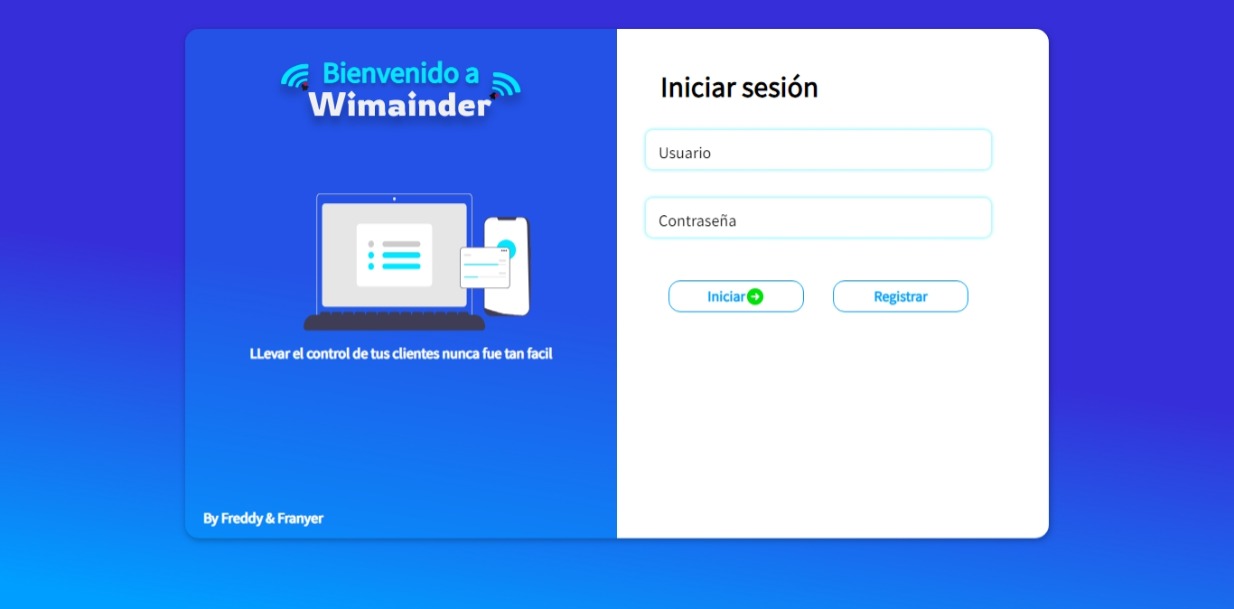 Bienvenido a
Wimainder
LLevar el control de tus clientes nunca fue tan facil
By Freddy & Franyer
Iniciar sesión
Usuario
Contraseña
Iniciar
Registrar